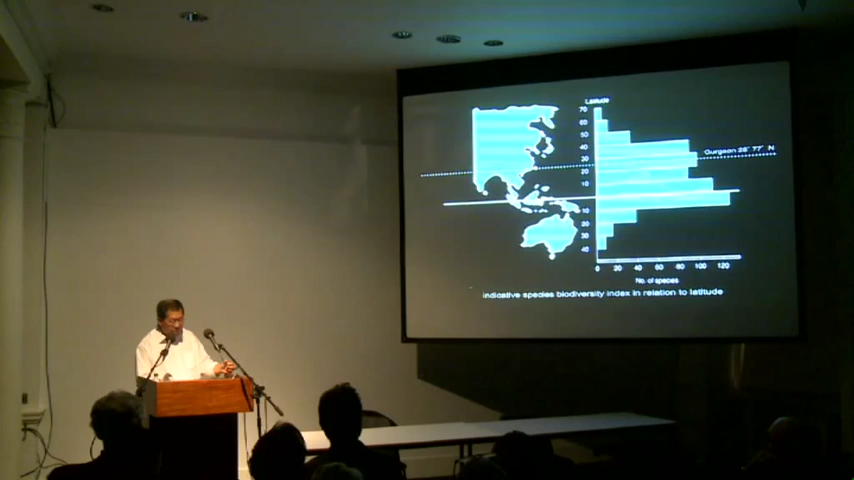 Latitude
70
60
50
40
30
20
10
10
20
30
40
Gurgaon 28° 77" N
0 20 40 60 80 100 120
No. of species
indicative species biodiversity index in relation to latitude